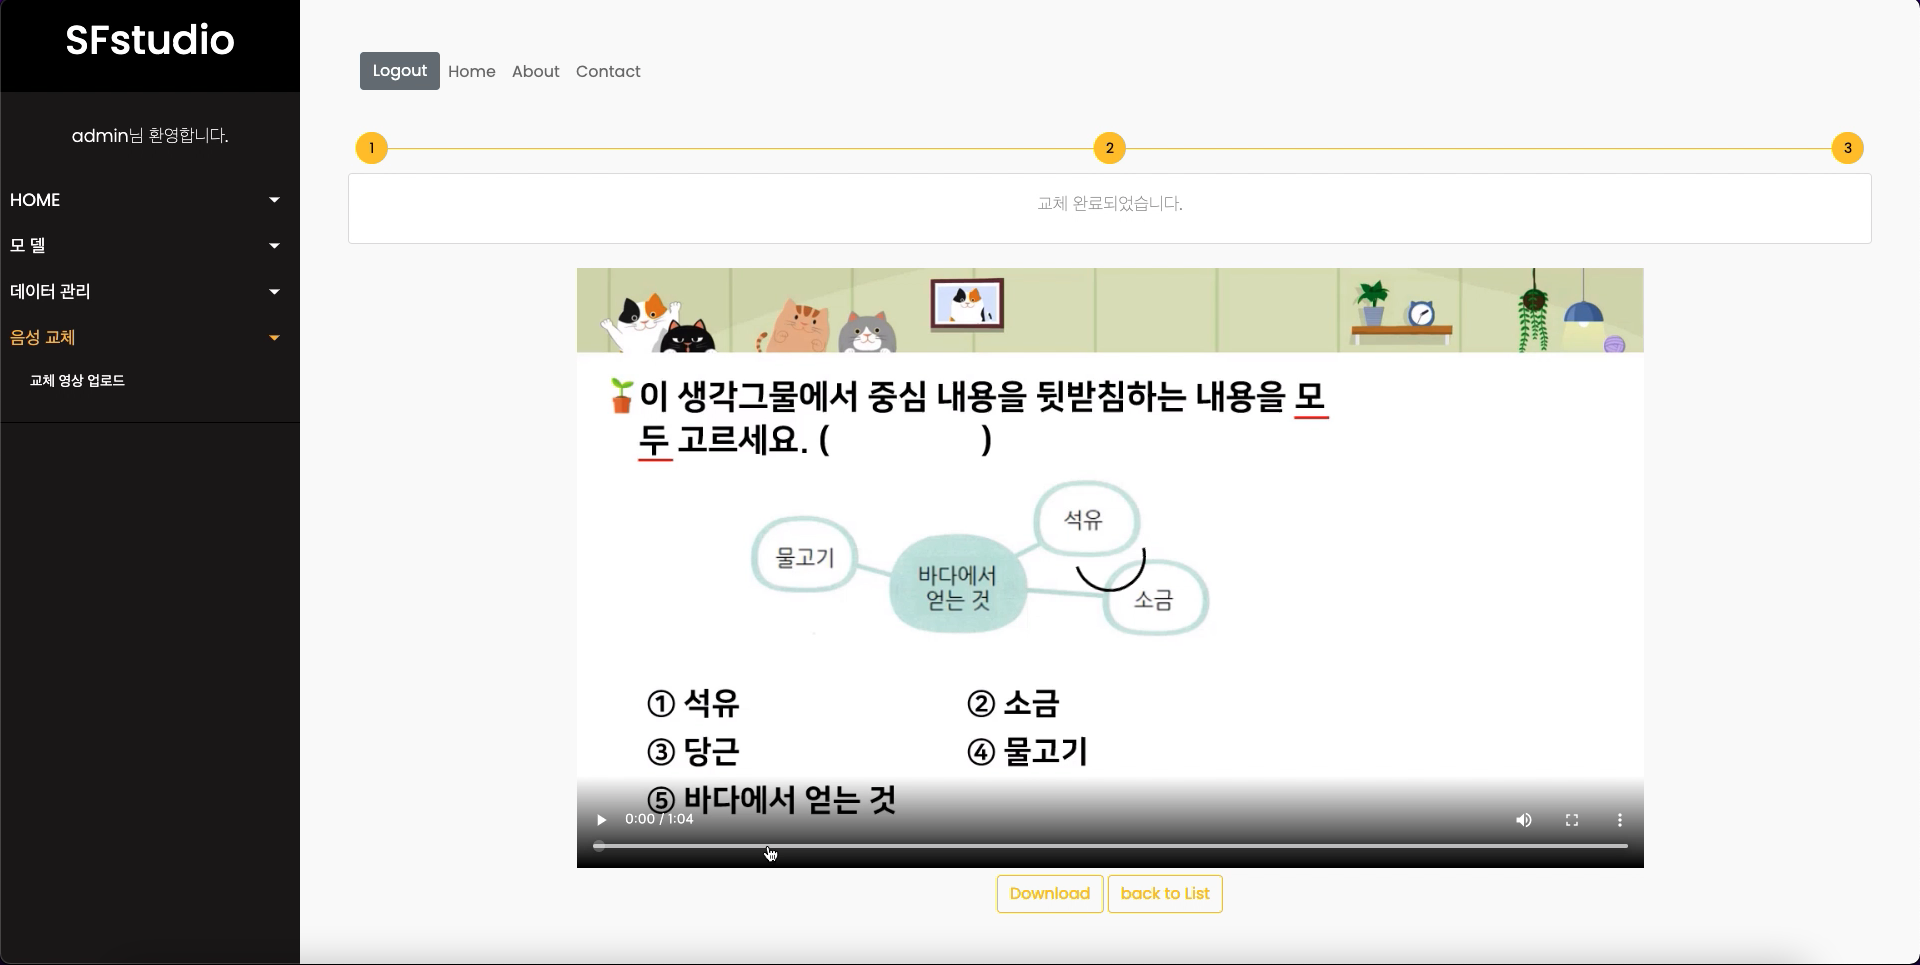 SFstudio
admin님 환영합니다.
HOME
모 델
데이터 관리
음성 교체
교체 영상 업로드
Logout Home About Contact
1 2 3
교체 완료되었습니다.
이 생각그물에서 중심 내용을 뒷받침하는 내용을 모
두 고르세요. ( )
석유
물고기
바다에서
얻는 것
소금
① 석유 ② 소금
③ 당근 ④ 물고기
⑤ 바다에서 얻는 것
0:00 / 1:04
Download back to List